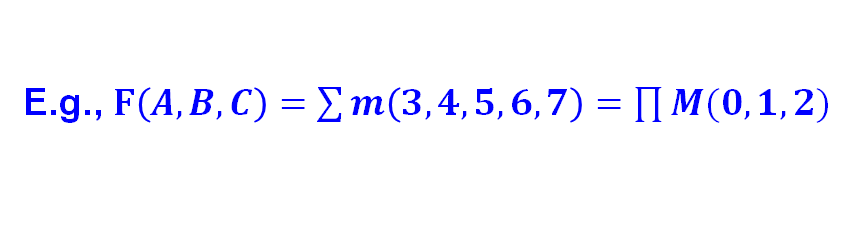 E.g., F(A, B, C) = ∑ m(3, 4, 5, 6, 7) = ∏ M(0, 1, 2)